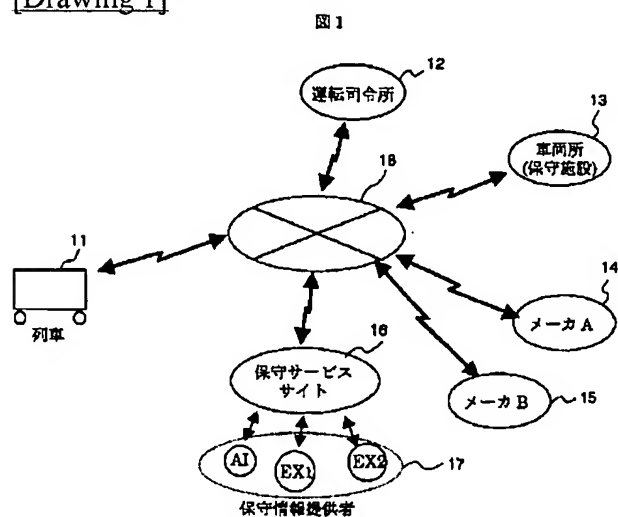 [Drawing 1]
図1
12
運転司令所
13
車両所
(保守施設)
18
11
列車
14
メーカA
16
保守サービス
サイト
メーカB
15
AI
EX1
EX2
17
保守情報提供者